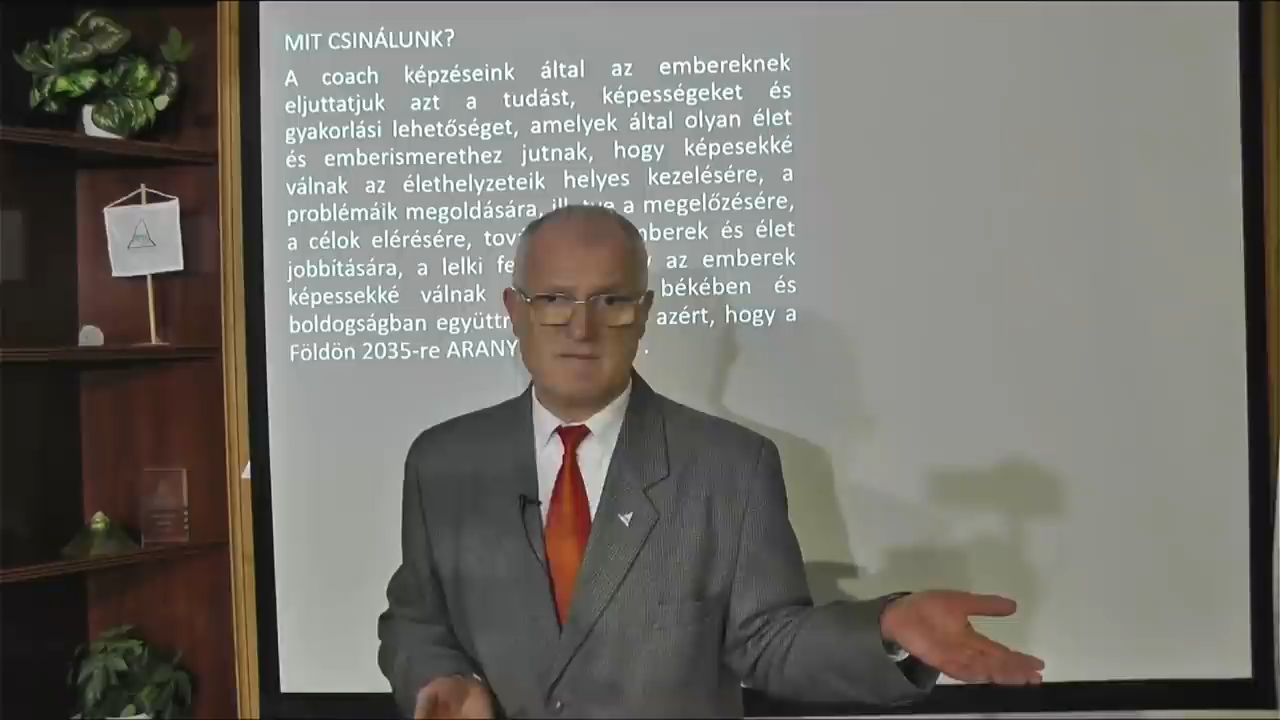 MIT CSINÁLUNK?
A coach képzéseink által az embereknek
eljuttatjuk azt a tudást, képességeket és
gyakorlási lehetőséget, amelyek által olyan élet
és emberismerethez jutnak, hogy képesekké
válnak az élethelyzeteik helyes kezelésére, a
problémáik megoldására, a megelőzésére,
a célok elérésére, és élet
jobbítására, a lelki az emberek
képessekké válnak békében és
boldogságban azért, hogy a
Földön 2035-re ARANY